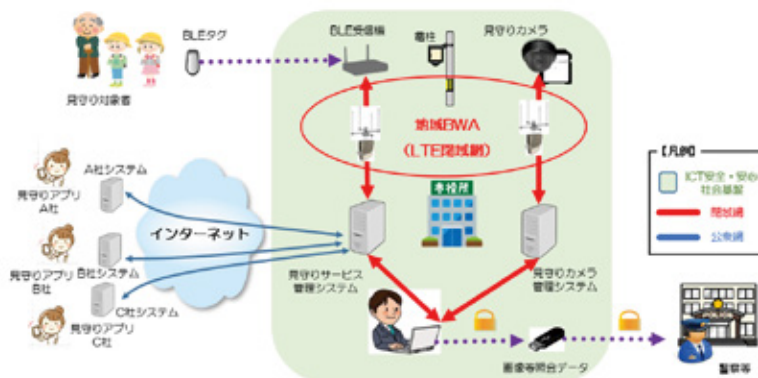 BLEタグ
BLE受信機
電柱
見守りカメラ
見守り対象者
地域BWA
(LTE閉域網)
【凡例】
ICT安全・安心
社会基盤
閉域網
公衆網
市役所
A社システム
見守りアプリ
A社
インターネット
B社システム
見守りアプリ
B社
C社システム
見守りアプリ
C社
見守りサービス
管理システム
見守りカメラ
管理システム
画像等照会データ
POLICE
警察等